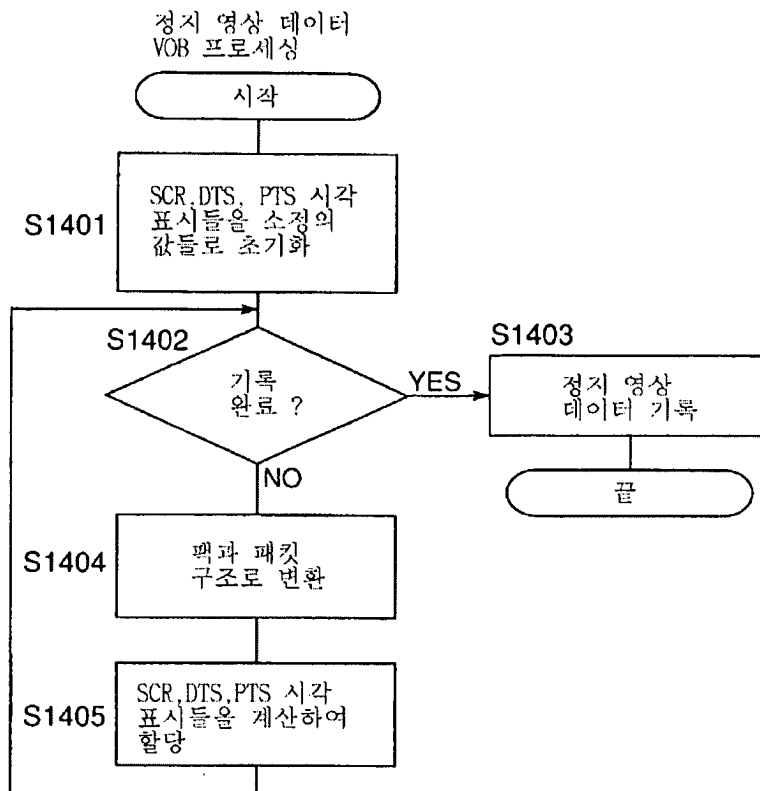 정지 영상 데이터
VOB 프로세싱
시작
S1401
SCR,DTS, PTS 시각
표시들을 소정의
값들로 초기화
S1402
기록
완료 ?
YES
S1403
정지 영상
데이터 기록
끝
NO
S1404
팩과 패킷
구조로 변환
S1405
SCR,DTS,PTS 시각
표시들을 계산하여
할당